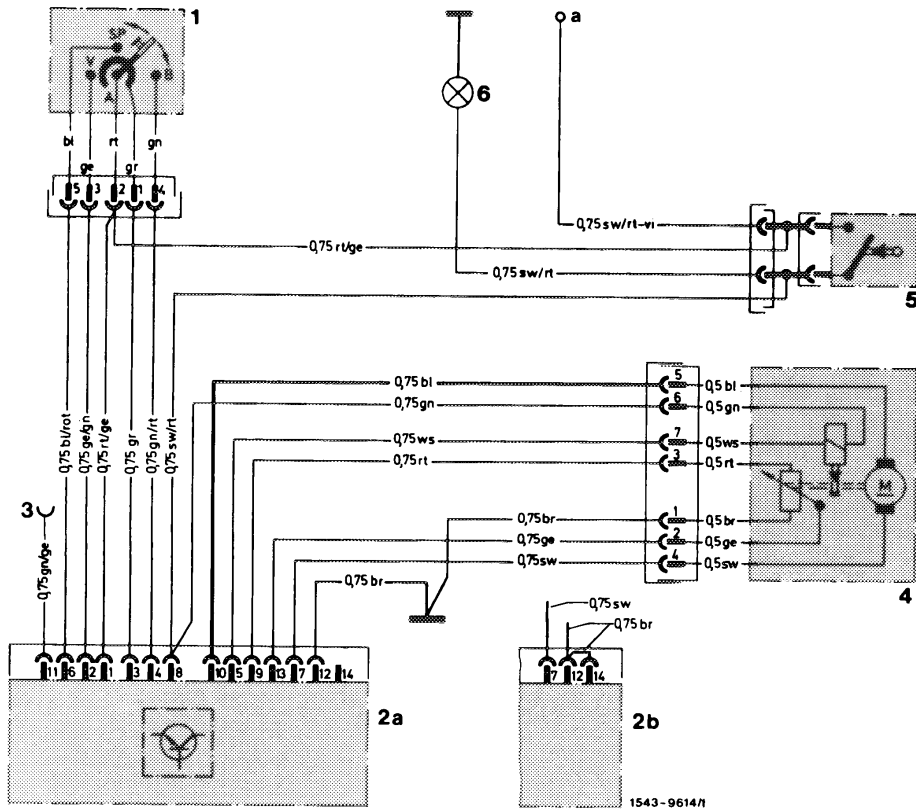 1
SP
H
V
B
A
bl
rt
gn
ge
gr
5 3 2 1 4
6
a
0,75 sw/rt-vi
0,75 rt/ge
0,75 sw/rt
5
0,75 bl/rot
0,75 ge/gn
0,75 rt/ge
0,75 gr
0,75 gn/rt
0,75 sw/rt
0,75 bl
5
0,5 bl
0,75 gn
6
0,5 gn
0,75 ws
7
0,5 ws
0,75 rt
3
0,5 rt
M
3
0,75 gn/ge
0,75 br
1
0,5 br
0,75 ge
2
0,5 ge
0,75 sw
4
0,5 sw
4
0,75 br
0,75 sw
0,75 br
11 6 2 1 3 4 8 10 5 9 13 7 12 14
7 12 14
2a
2b
1543-9614/1